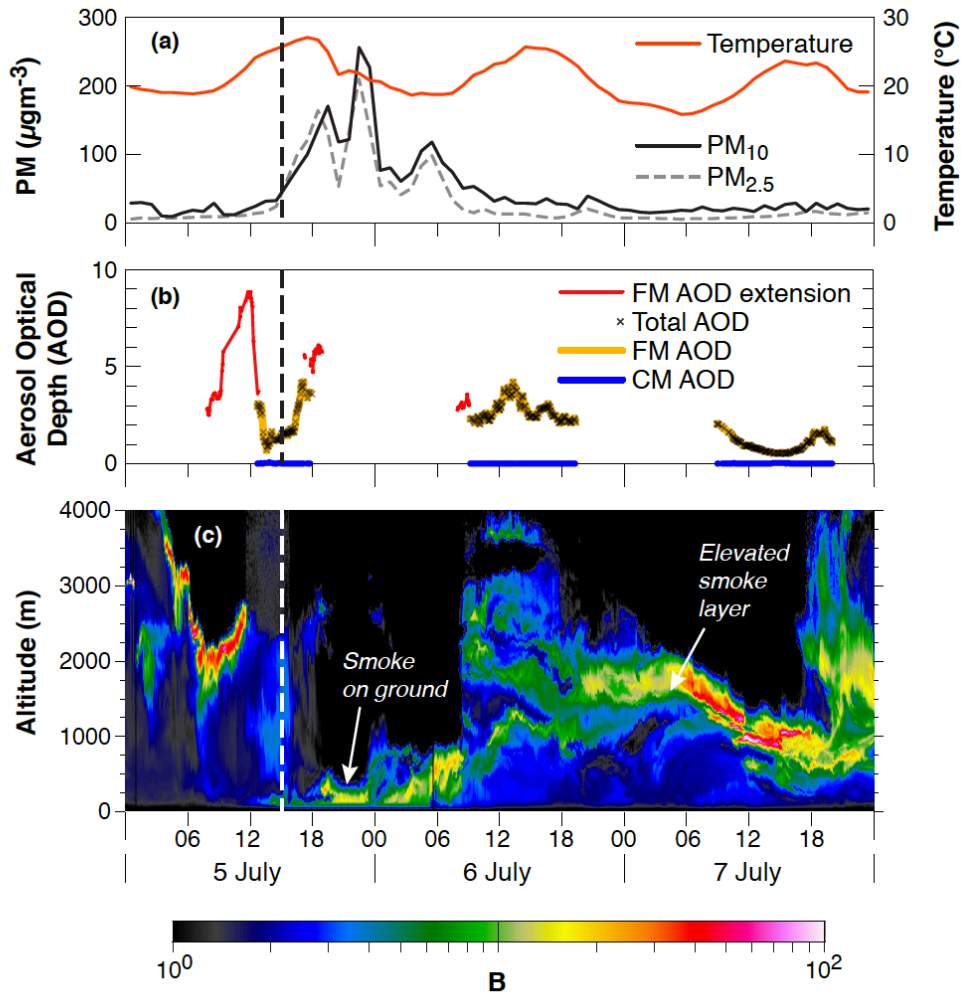 300
(a)
200
100
0
PM (µgm⁻³)
Temperature
PM₁₀
PM₂.₅
30
20
10
0
Temperature (°C)
10
(b)
5
0
Aerosol Optical
Depth (AOD)
FM AOD extension
Total AOD
FM AOD
CM AOD
4000
(c)
3000
2000
1000
0
Altitude (m)
Smoke
on ground
Elevated
smoke
layer
06 12 18 00 06 12 18 00 06 12 18
5 July 6 July 7 July
10⁰ 10²
B